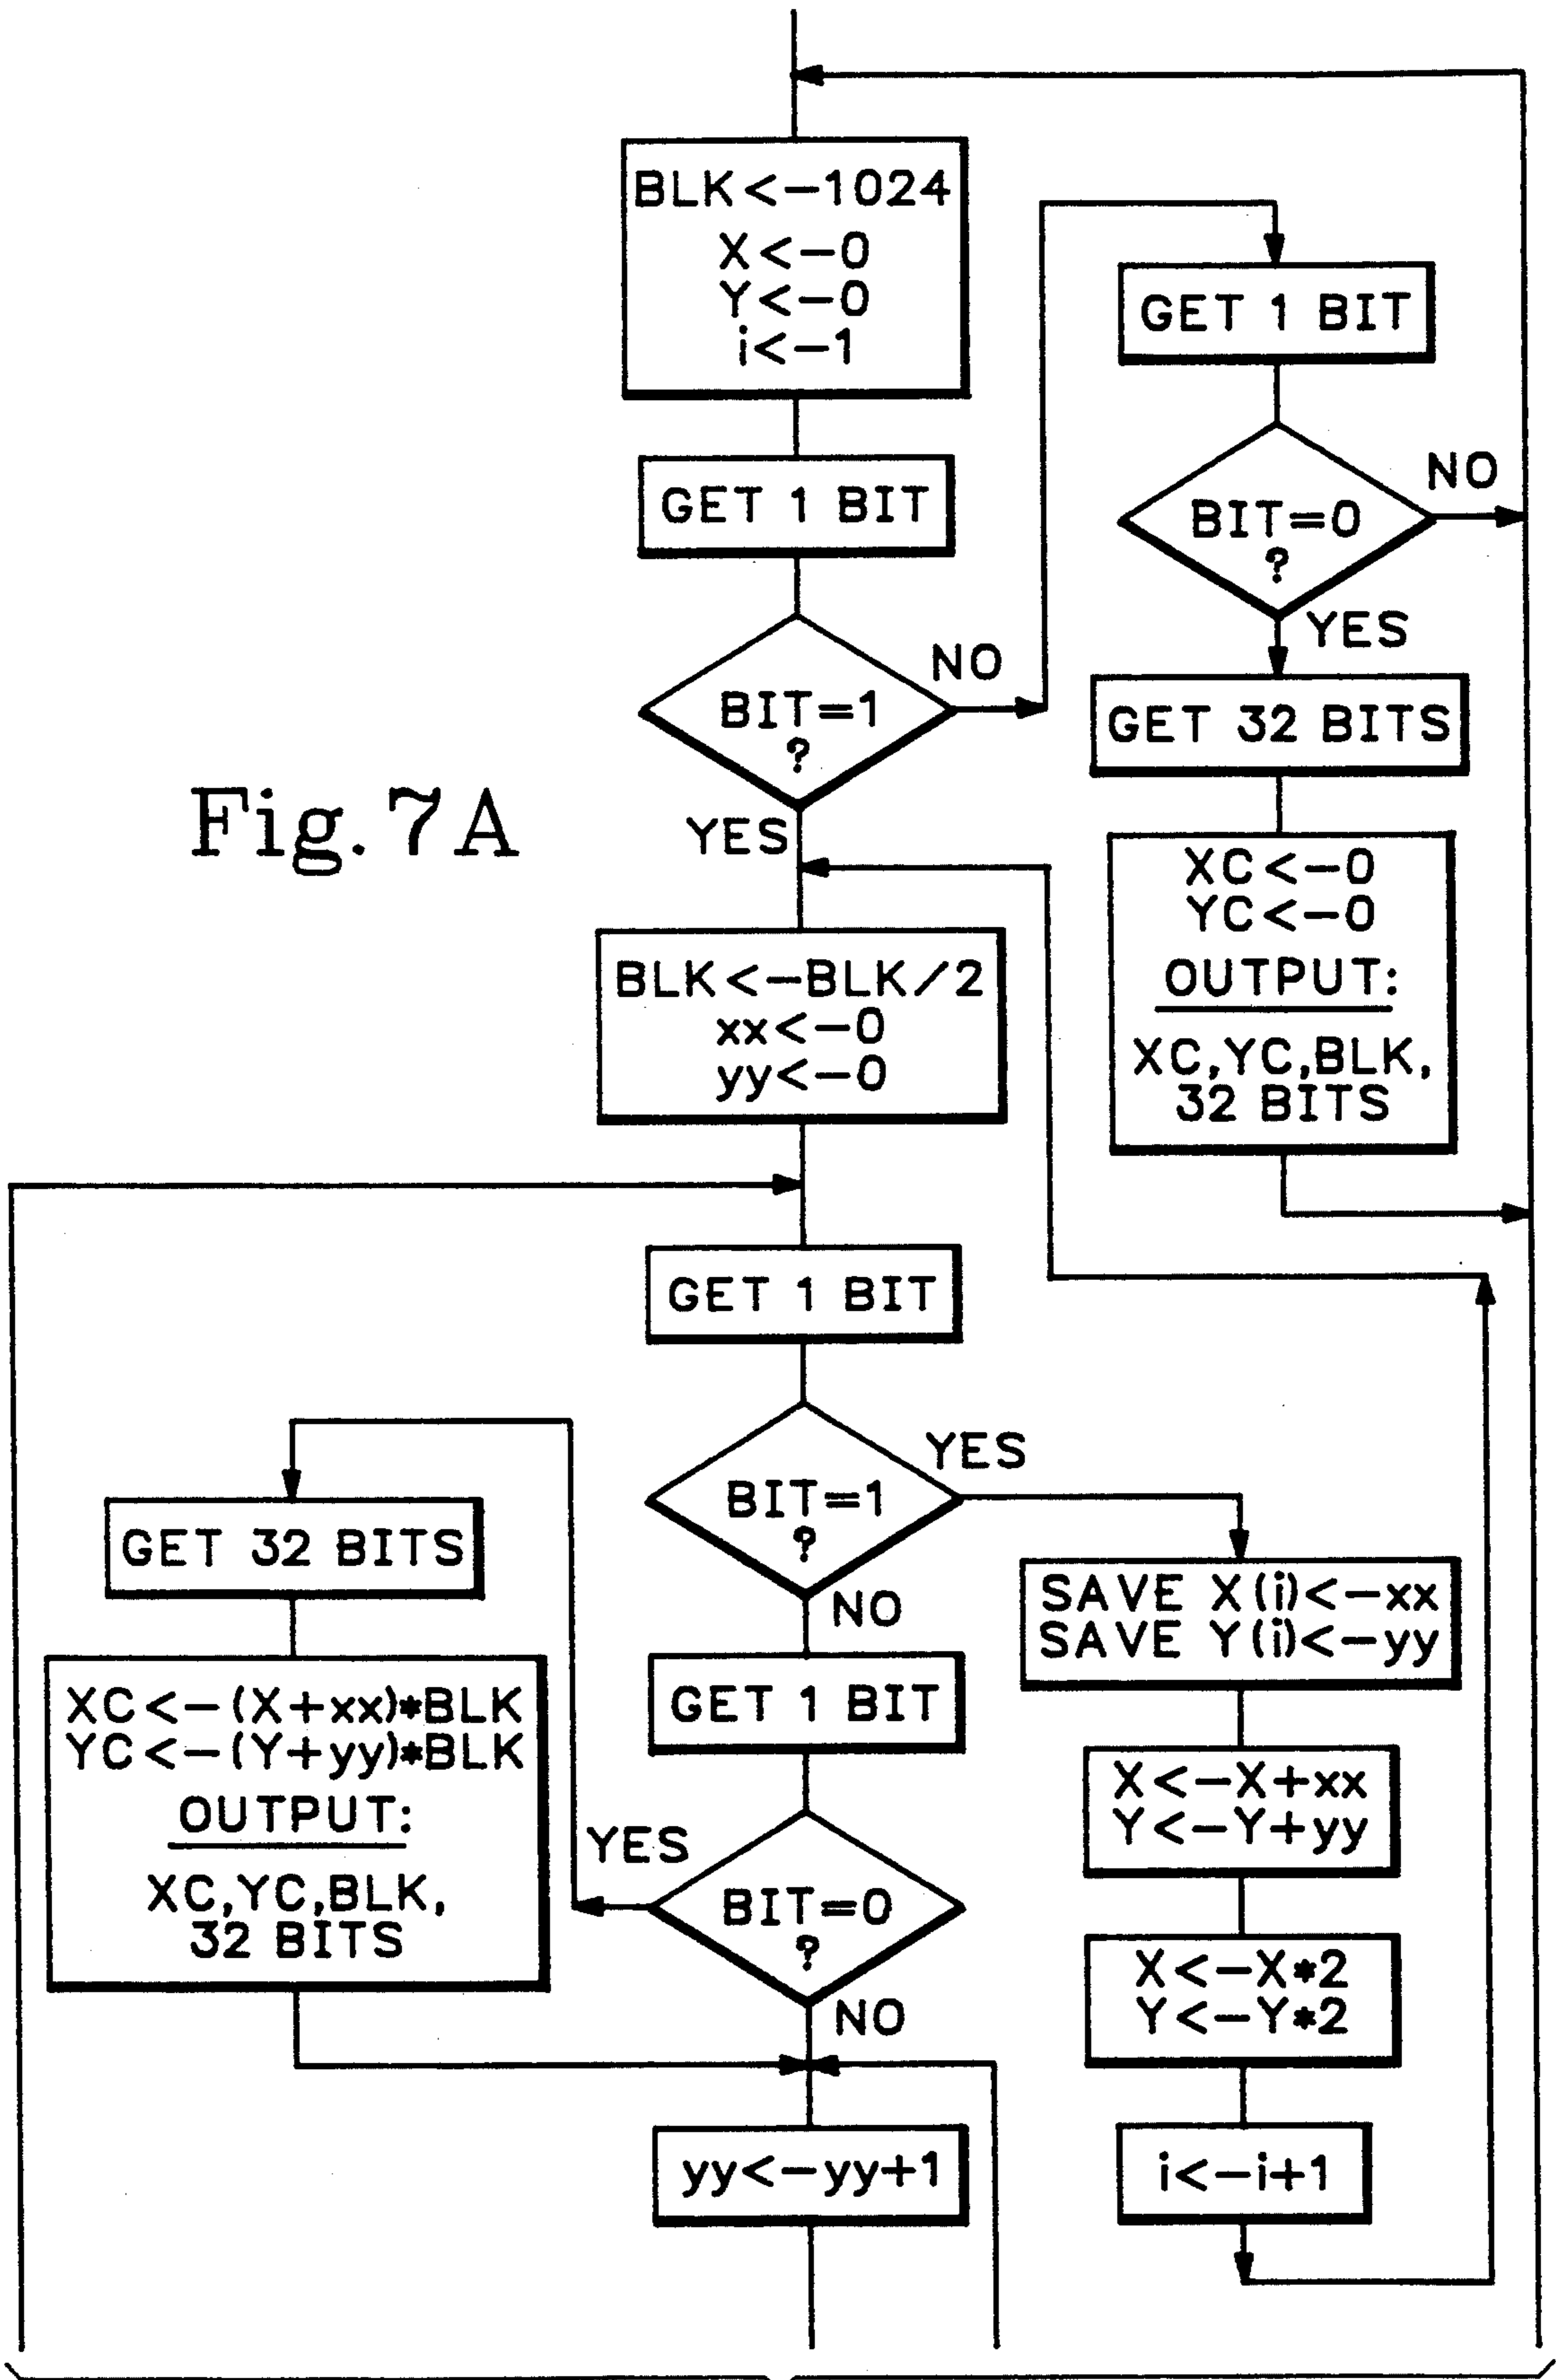 BLK<-1024
X<-0
Y<-0
i<-1
GET 1 BIT
BIT=1
?
NO
YES
GET 1 BIT
BIT=0
?
NO
YES
GET 32 BITS
XC<-0
YC<-0
OUTPUT:
XC,YC,BLK,
32 BITS
Fig. 7A
BLK<-BLK/2
xx<-0
yy<-0
GET 1 BIT
BIT=1
?
YES
NO
SAVE X(i)<-xx
SAVE Y(i)<-yy
X<-X+xx
Y<-Y+yy
X<-X*2
Y<-Y*2
i<-i+1
GET 1 BIT
BIT=0
?
YES
NO
GET 32 BITS
XC<-(X+xx)*BLK
YC<-(Y+yy)*BLK
OUTPUT:
XC,YC,BLK,
32 BITS
yy<-yy+1